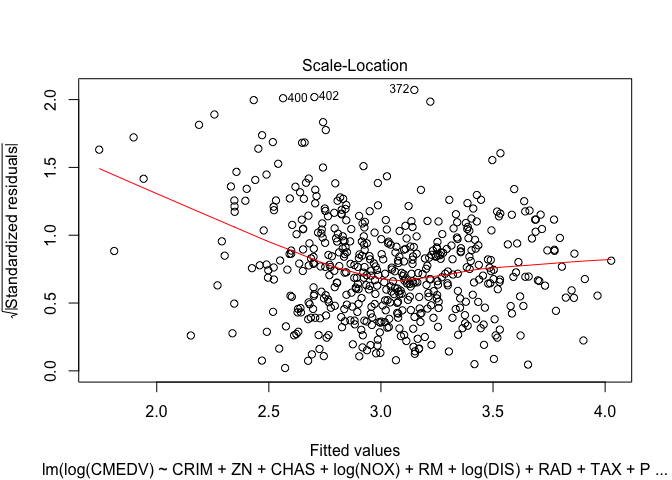 Scale-Location
√|Standardized residuals|
2.0
1.5
1.0
0.5
0.0
400
402
372
2.0 2.5 3.0 3.5 4.0
Fitted values
lm(log(CMEDV) ~ CRIM + ZN + CHAS + log(NOX) + RM + log(DIS) + RAD + TAX + P ...